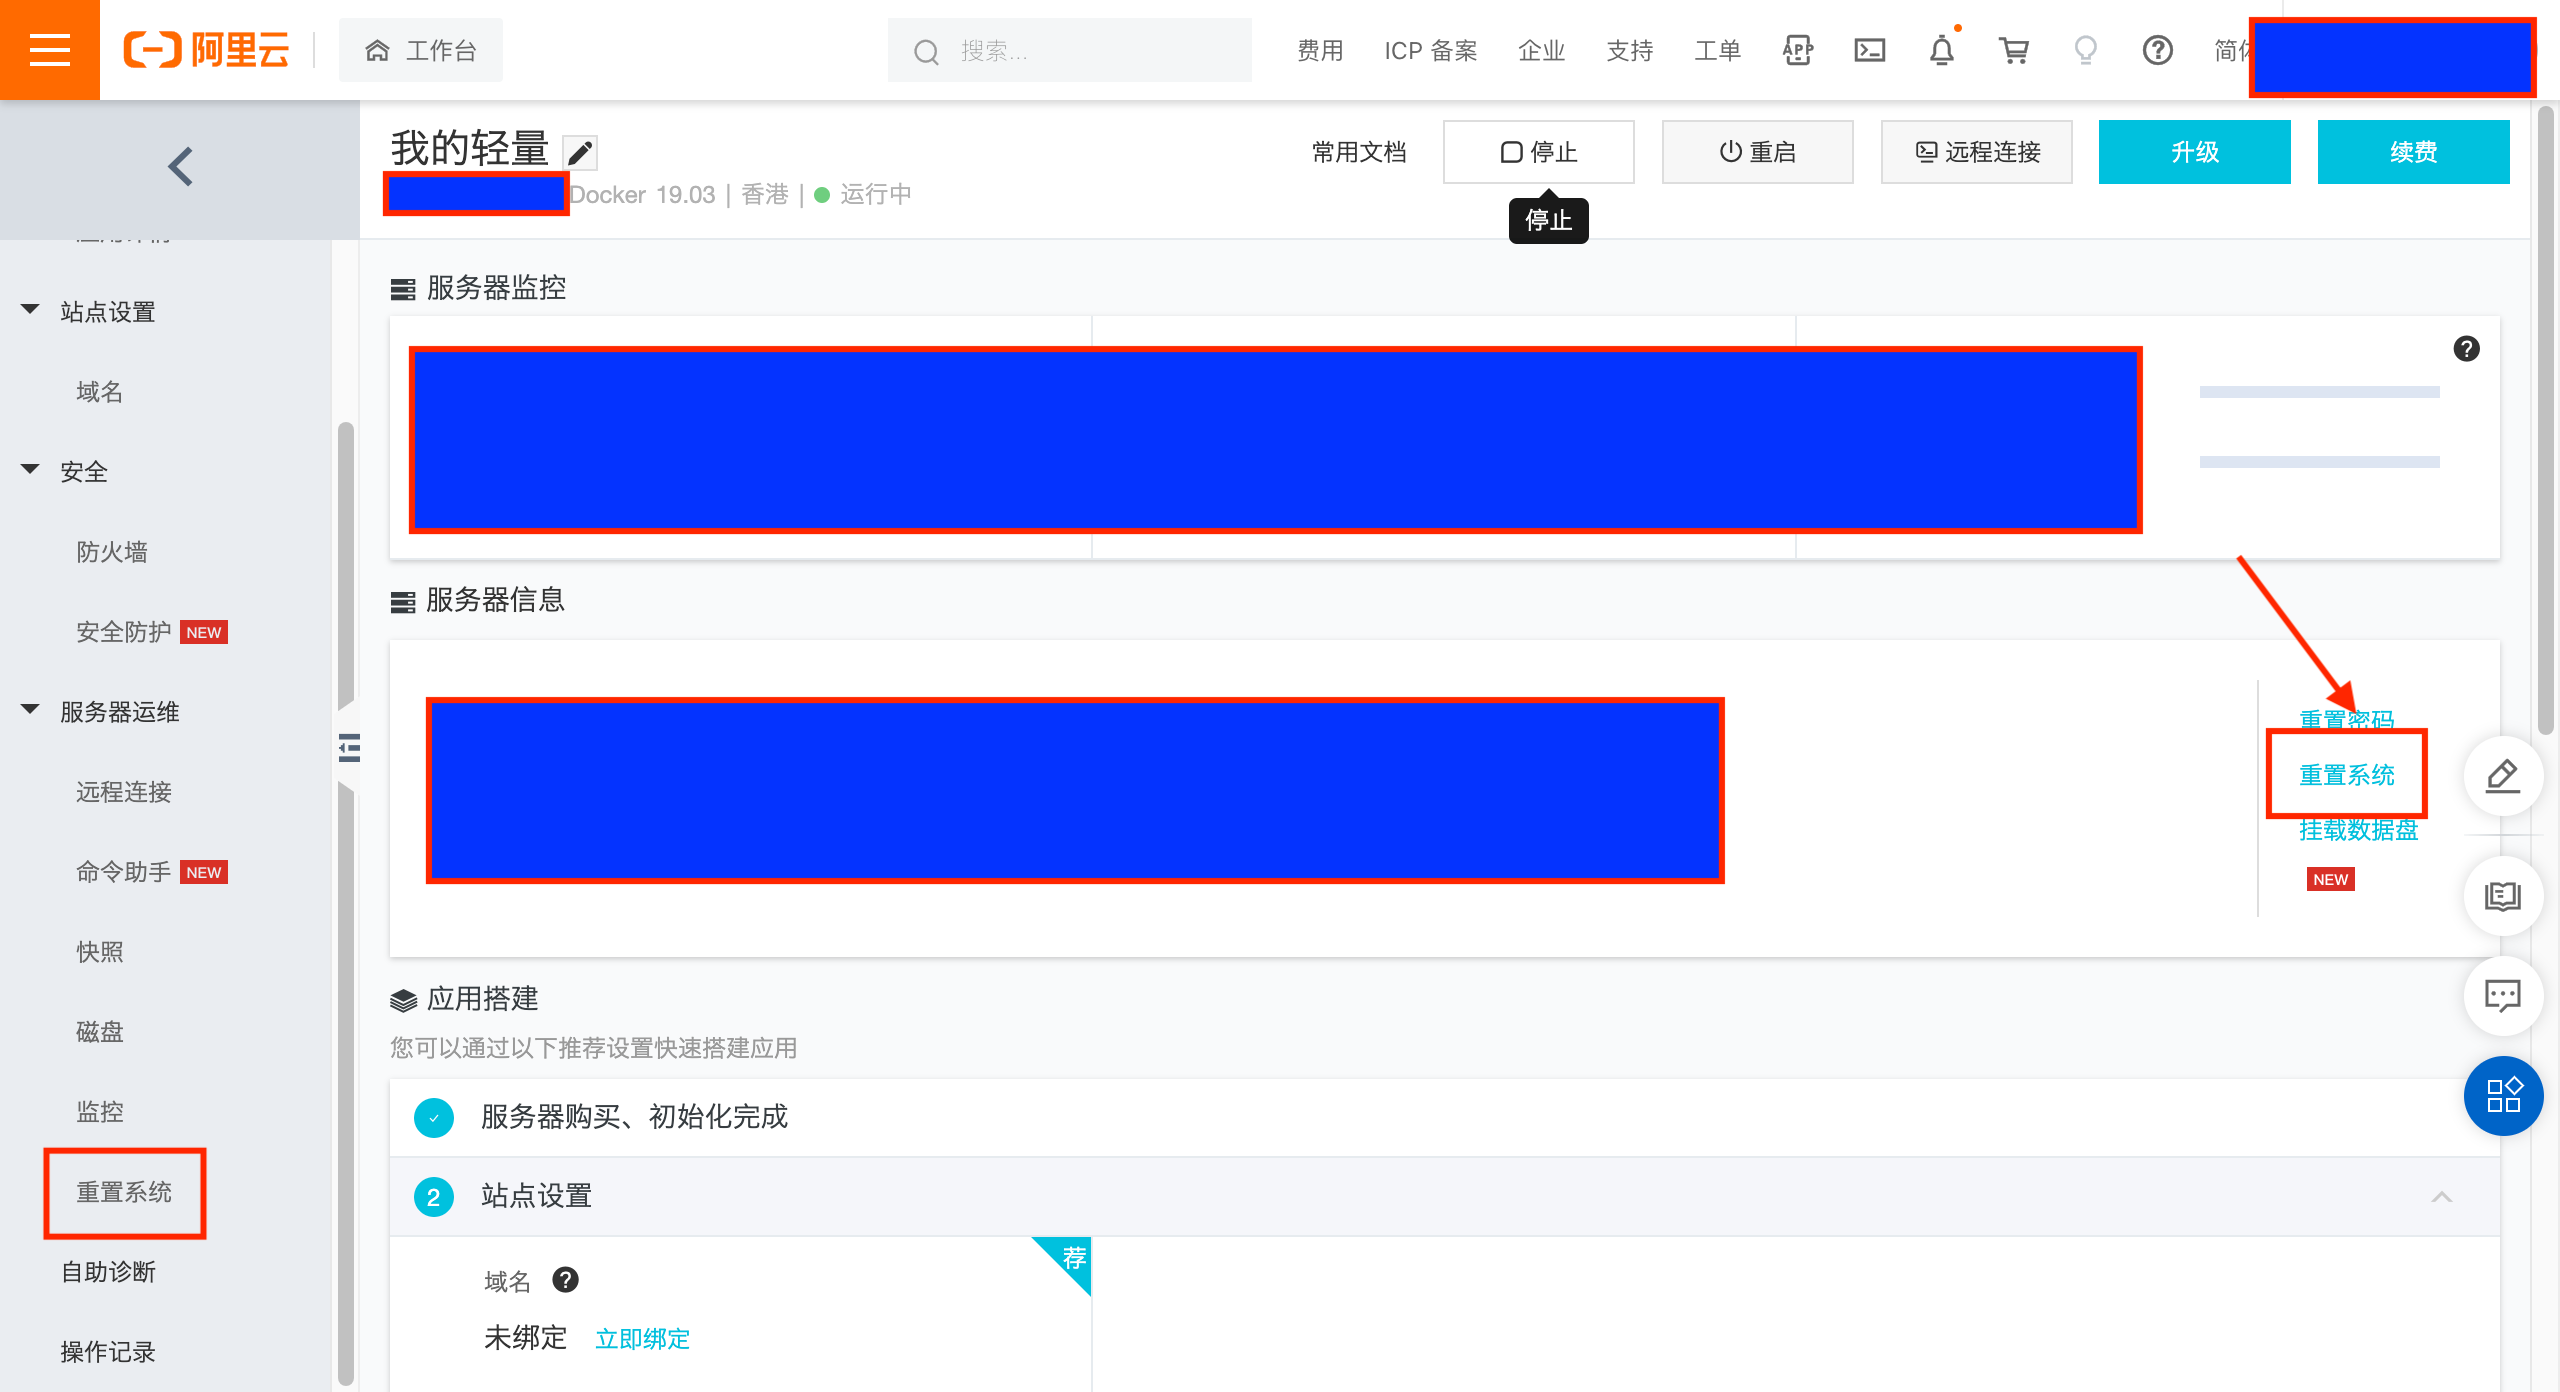 阿里云
工作台
搜索...
费用
ICP 备案
企业
支持
工单
APP
简体
我的轻量
Docker 19.03 | 香港 | 运行中
常用文档
停止
重启
远程连接
升级
续费
停止
站点设置
域名
安全
防火墙
安全防护 NEW
服务器运维
远程连接
命令助手 NEW
快照
磁盘
监控
重置系统
自助诊断
操作记录
服务器监控
服务器信息
重置密码
重置系统
挂载数据盘
NEW
应用搭建
您可以通过以下推荐设置快速搭建应用
服务器购买、初始化完成
2 站点设置
荐
域名
未绑定 立即绑定